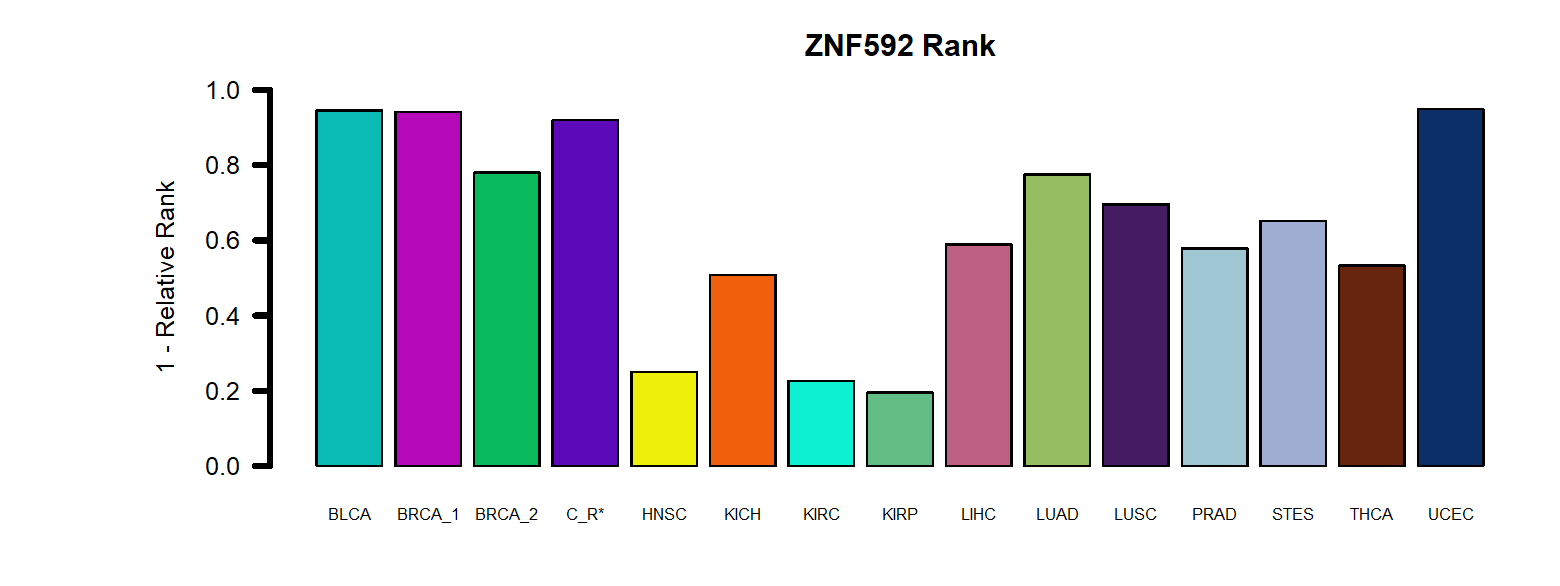 ZNF592 Rank
1 - Relative Rank
1.0
0.8
0.6
0.4
0.2
0.0
BLCA BRCA_1 BRCA_2 C_R* HNSC KICH KIRC KIRP LIHC LUAD LUSC PRAD STES THCA UCEC